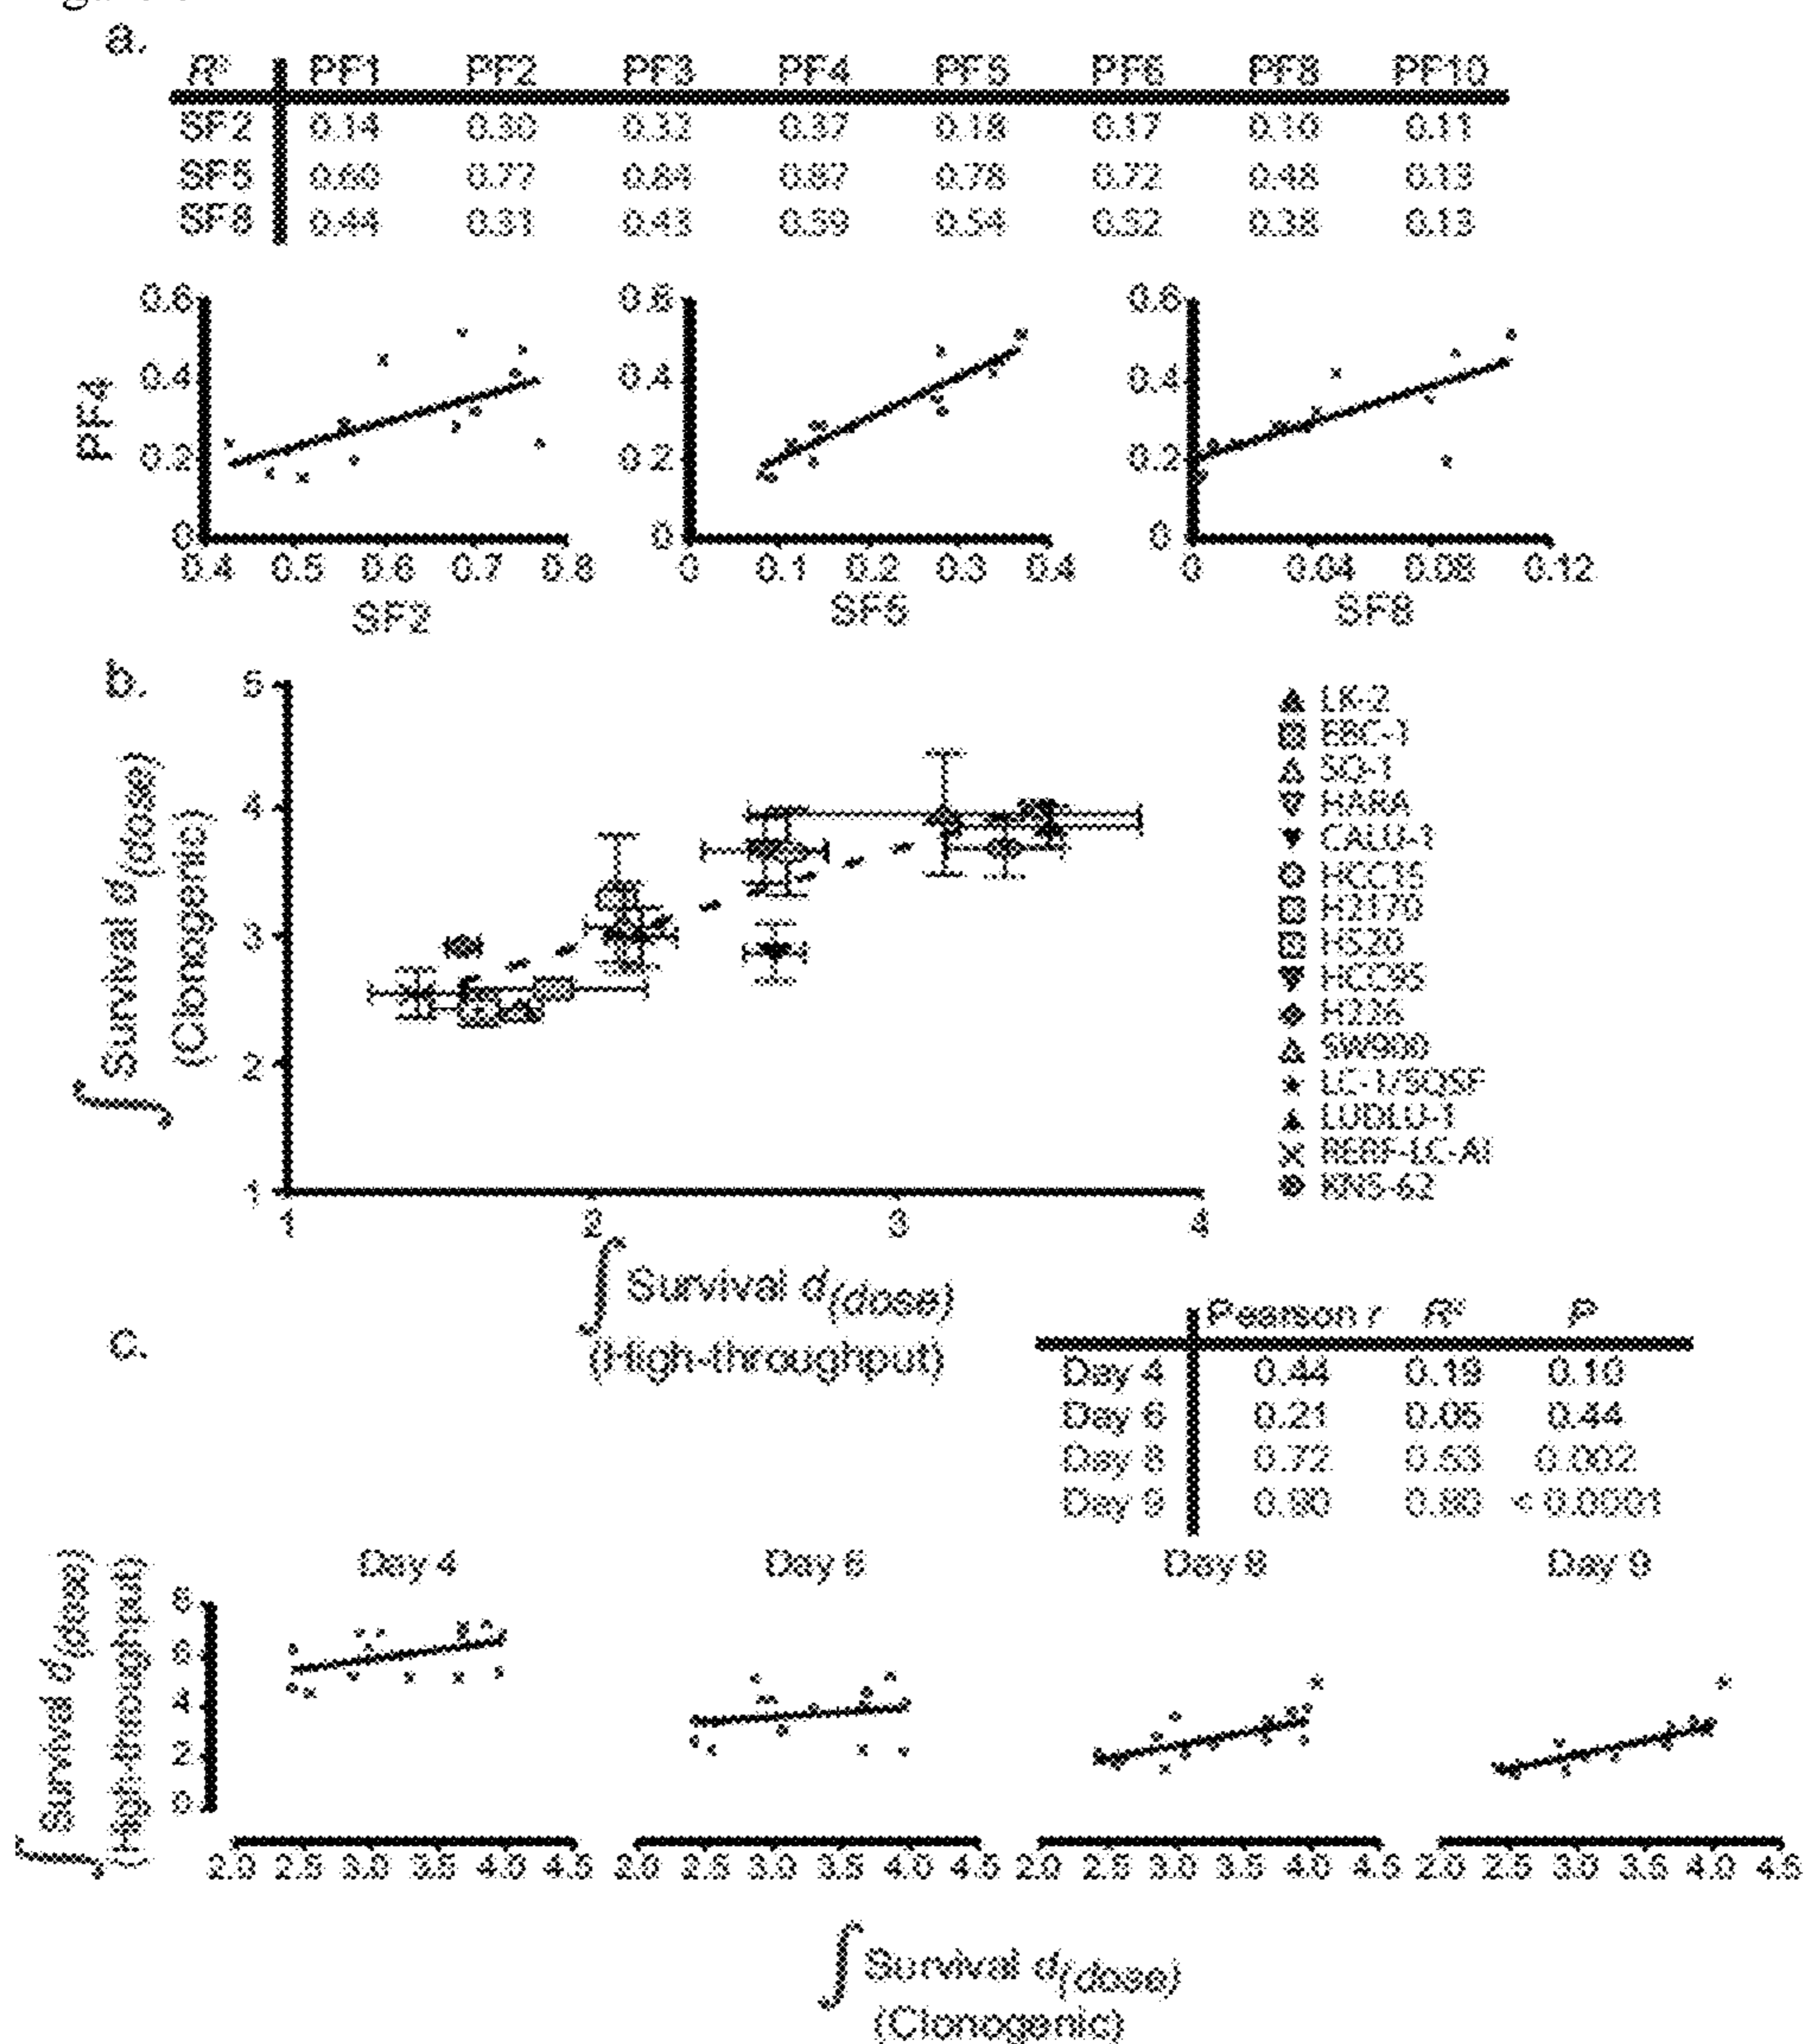 a.
R² PF1 PF2 PF3 PF4 PF5 PF6 PF8 PF10
SF2 0.14 0.30 0.37 0.18 0.17 0.10 0.11
SF5 0.60 0.77 0.84 0.87 0.78 0.72 0.48 0.13
SF8 0.44 0.31 0.43 0.59 0.54 0.38 0.13
PF4
0.6
0.4
0.2
0
0.4 0.5 0.6 0.7 0.8
SF2
0.4
0.2
0
0 0.1 0.2 0.3 0.4
SF5
0.6
0.4
0.2
0
0 0.04 0.08 0.12
SF8
b.
∫ Survival d(dose)
(Clonogenic)
5
4
3
2
1
1 2 3 4
∫ Survival d(dose)
(High-throughput)
LK-2
EBC-1
SQ-1
HARA
CALU-1
HCC15
H2170
H520
HCC95
H226
SW900
LC-1/SQSF
LUDLU-1
RERF-LC-AI
KNS-62
c.
Pearson r R² P
Day 4 0.44 0.19 0.10
Day 6 0.21 0.05 0.44
Day 8 0.72 0.53 0.002
Day 9 0.90 0.80 < 0.0001
∫ Survival d(dose)
(High-throughput)
Day 4 Day 6 Day 8 Day 9
8
6
4
2
0
2.0 2.5 3.0 3.5 4.0 4.5 2.0 2.5 3.0 3.5 4.0 4.5 2.0 2.5 3.0 3.5 4.0 4.5 2.0 2.5 3.0 3.5 4.0 4.5
∫ Survival d(dose)
(Clonogenic)